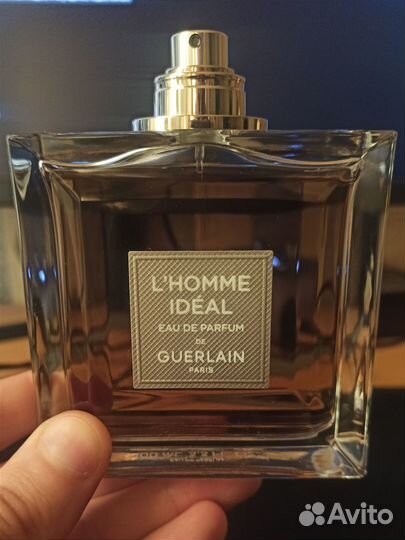 L'HOMME
IDÉAL
EAU DE PARFUM
DE
GUERLAIN
PARIS
Avito